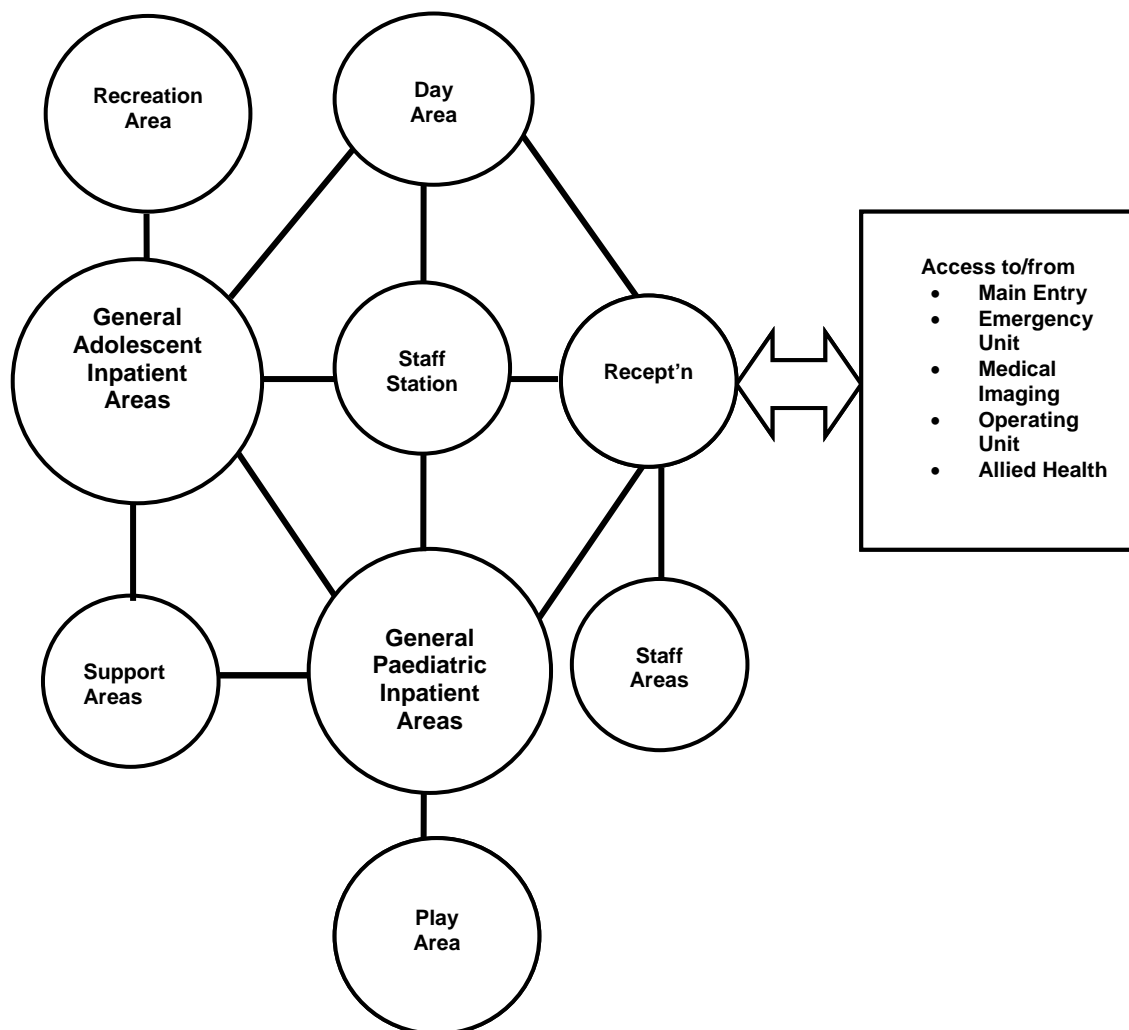 Recreation
Area
Day
Area
General
Adolescent
Inpatient
Areas
Staff
Station
Recept'n
Access to/from
• Main Entry
• Emergency
Unit
• Medical
Imaging
• Operating
Unit
• Allied Health
Support
Areas
General
Paediatric
Inpatient
Areas
Staff
Areas
Play
Area